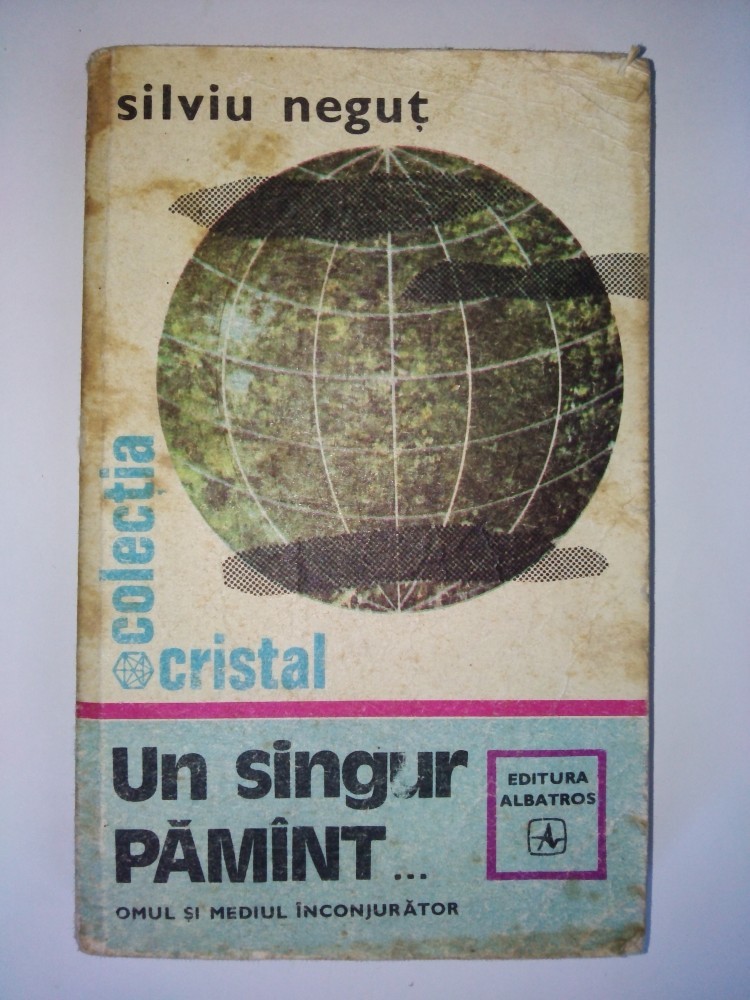 silviu neguț
colecția
cristal
Un singur
PĂMÎNT...
OMUL ȘI MEDIUL ÎNCONJURĂTOR
EDITURA
ALBATROS